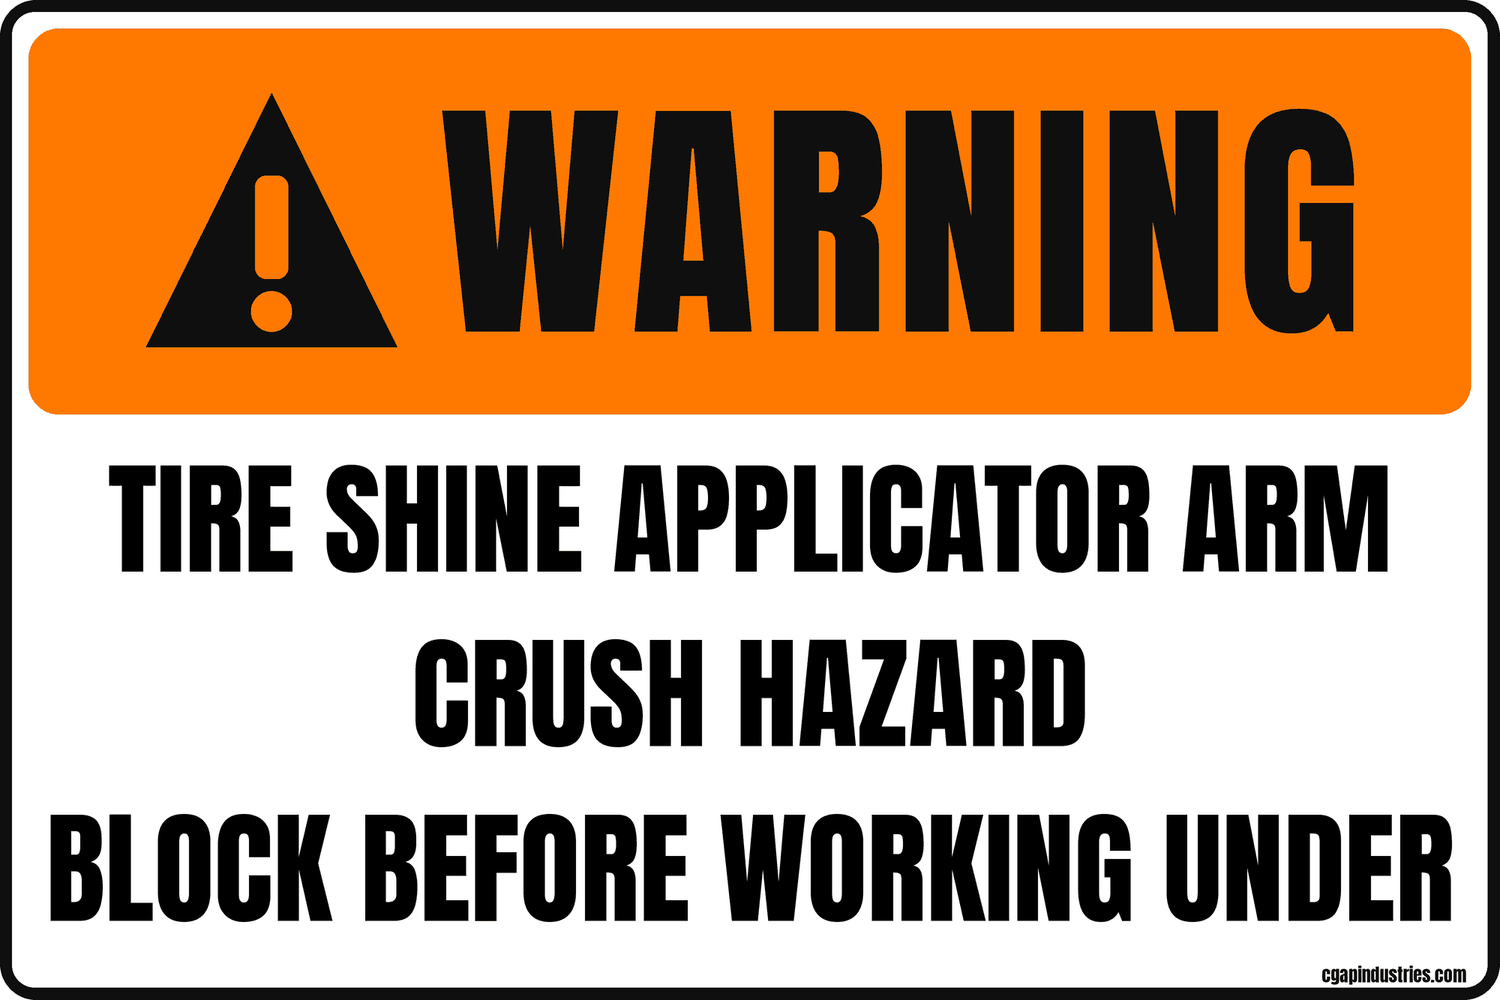 WARNING
TIRE SHINE APPLICATOR ARM
CRUSH HAZARD
BLOCK BEFORE WORKING UNDER
cgapindustries.com